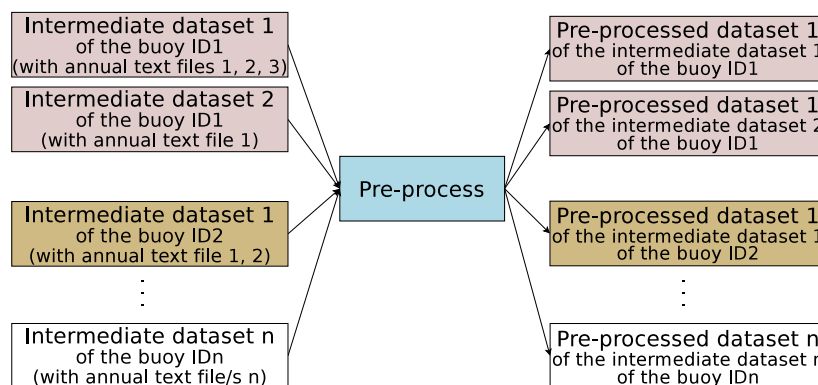 Intermediate dataset 1
of the buoy ID1
(with annual text files 1, 2, 3)
Intermediate dataset 2
of the buoy ID1
(with annual text file 1)
Intermediate dataset 1
of the buoy ID2
(with annual text file 1, 2)
Intermediate dataset n
of the buoy IDn
(with annual text file/s n)
Pre-process
Pre-processed dataset 1
of the intermediate dataset 1
of the buoy ID1
Pre-processed dataset 1
of the intermediate dataset 2
of the buoy ID1
Pre-processed dataset 1
of the intermediate dataset 1
of the buoy ID2
Pre-processed dataset n
of the intermediate dataset n
of the buoy IDn